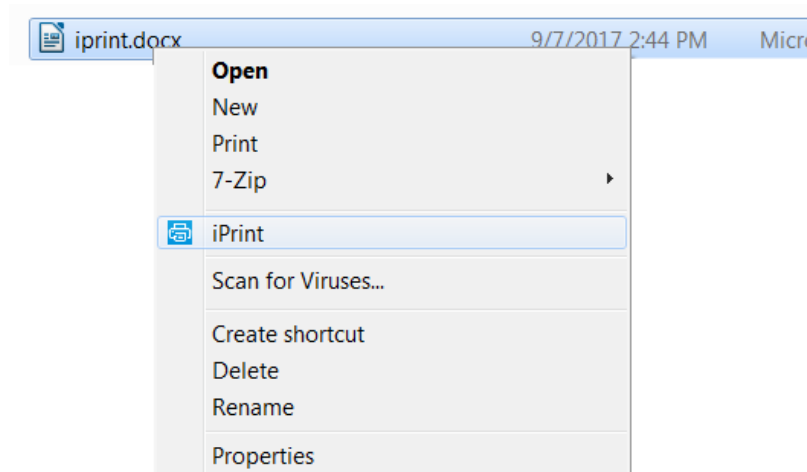 iprint.docx 9/7/2017 2:44 PM Micr
Open
New
Print
7-Zip
iPrint
Scan for Viruses...
Create shortcut
Delete
Rename
Properties